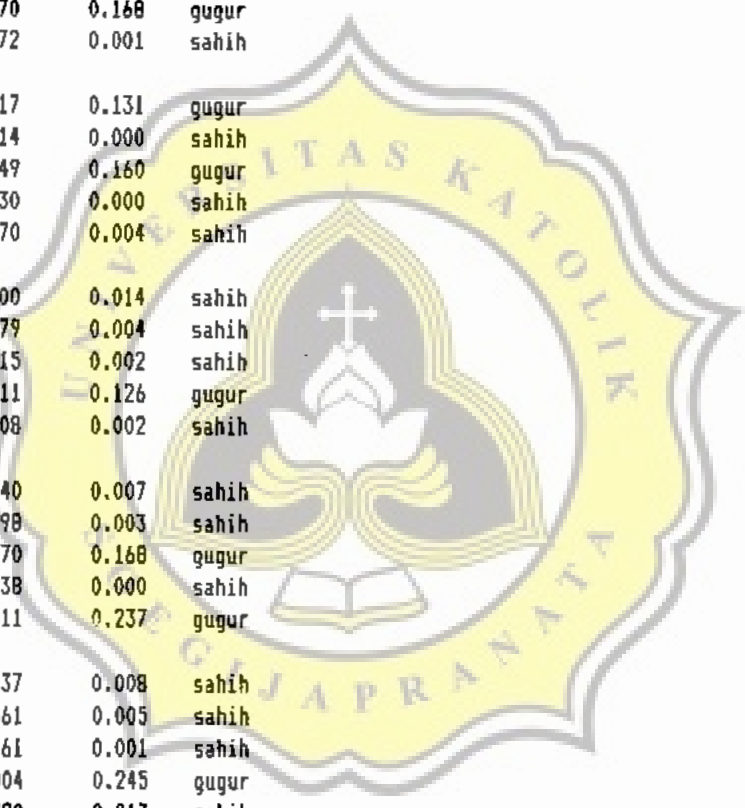 70 0.168 gugur
72 0.001 sahih
17 0.131 gugur
14 0.000 sahih
49 0.160 gugur
30 0.000 sahih
70 0.004 sahih
00 0.014 sahih
79 0.004 sahih
15 0.002 sahih
11 0.126 gugur
08 0.002 sahih
40 0.007 sahih
98 0.003 sahih
70 0.168 gugur
38 0.000 sahih
11 0.237 gugur
37 0.008 sahih
61 0.005 sahih
61 0.001 sahih
04 0.245 gugur
UNIVERSITAS KATOLIK
SOEGIJAPRANATA